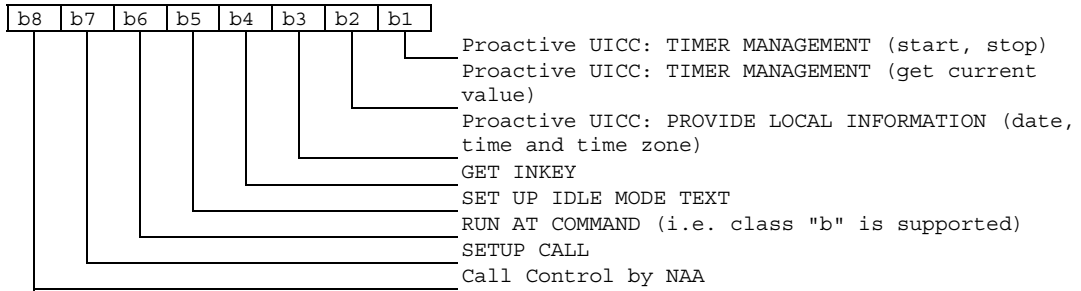 b8 b7 b6 b5 b4 b3 b2 b1
Proactive UICC: TIMER MANAGEMENT (start, stop)
Proactive UICC: TIMER MANAGEMENT (get current
value)
Proactive UICC: PROVIDE LOCAL INFORMATION (date,
time and time zone)
GET INKEY
SET UP IDLE MODE TEXT
RUN AT COMMAND (i.e. class "b" is supported)
SETUP CALL
Call Control by NAA